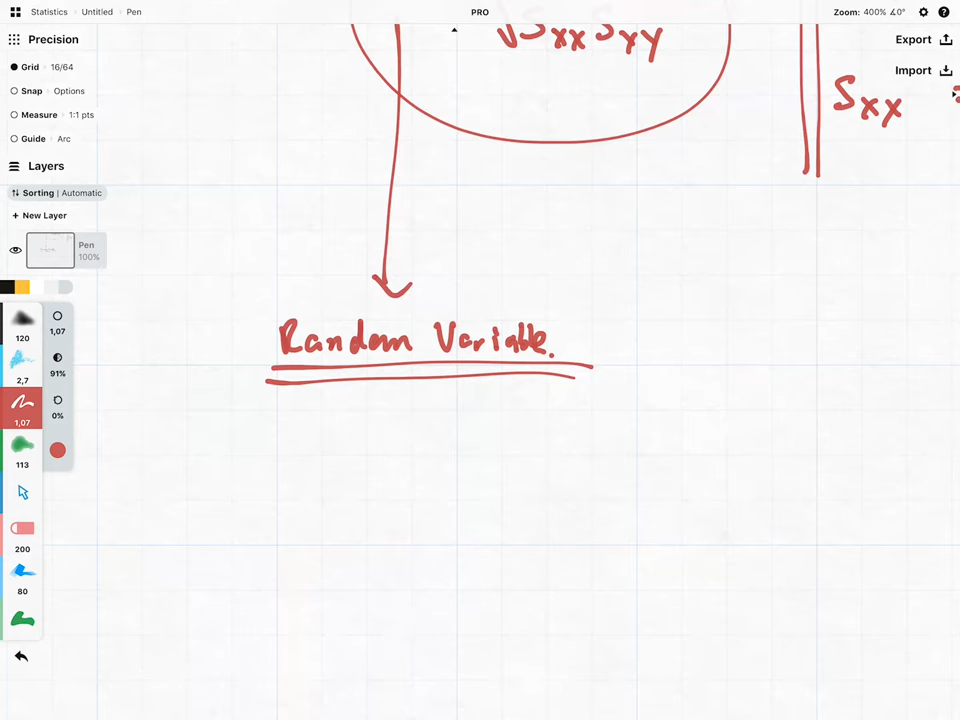 Statistics › Untitled › Pen
PRO
Zoom: 400% ∠0°
Precision
Grid › 16/64
Snap › Options
Measure › 1:1 pts
Guide › Arc
Layers
Sorting | Automatic
+ New Layer
Pen
100%
120
2,7
1,07
113
200
80
1,07
91%
0%
Export
Import
√Sxx Sxy
Sxx
Random Variable.